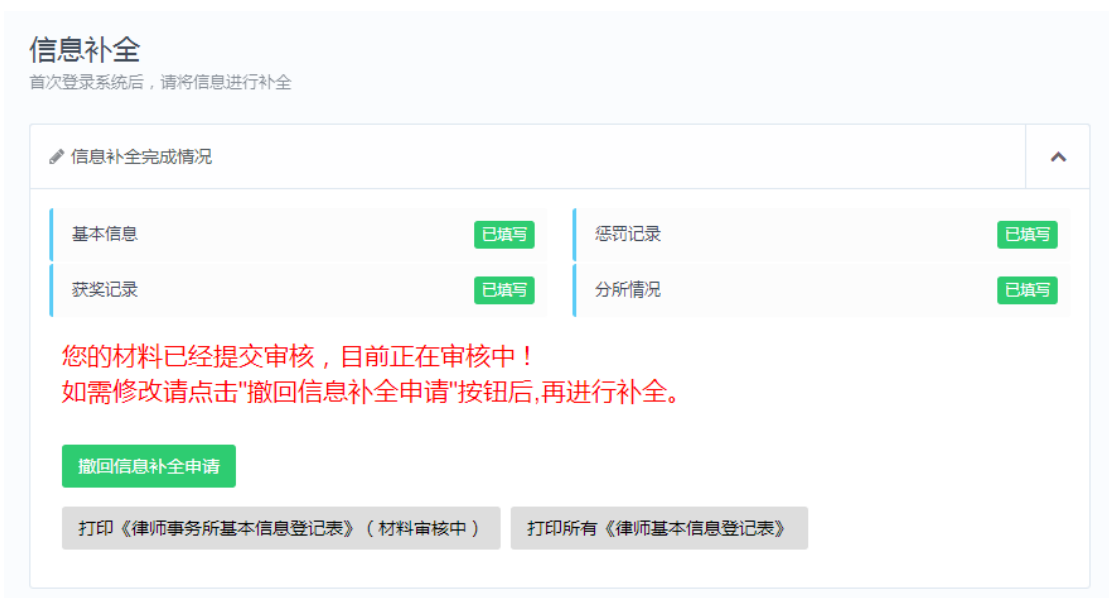 信息补全
首次登录系统后，请将信息进行补全
信息补全完成情况
基本信息 已填写 惩罚记录 已填写
获奖记录 已填写 分所情况 已填写
您的材料已经提交审核，目前正在审核中！
如需修改请点击"撤回信息补全申请"按钮后,再进行补全。
撤回信息补全申请
打印《律师事务所基本信息登记表》（材料审核中） 打印所有《律师基本信息登记表》